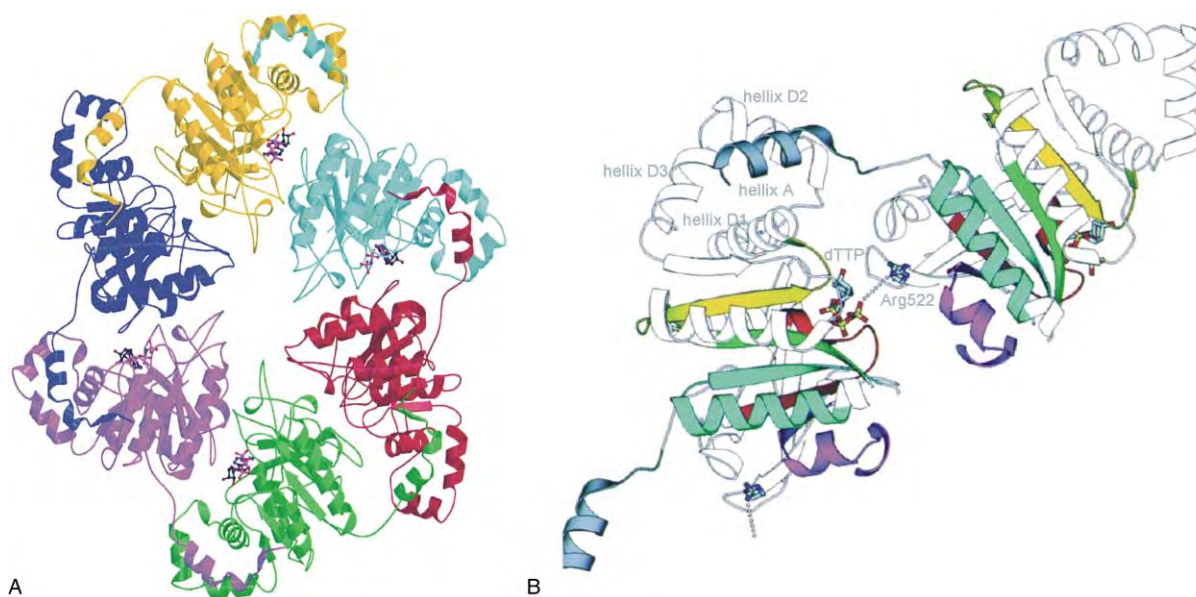 A
B
hellix D2
hellix D3
hellix A
hellix D1
dTTP
Arg522